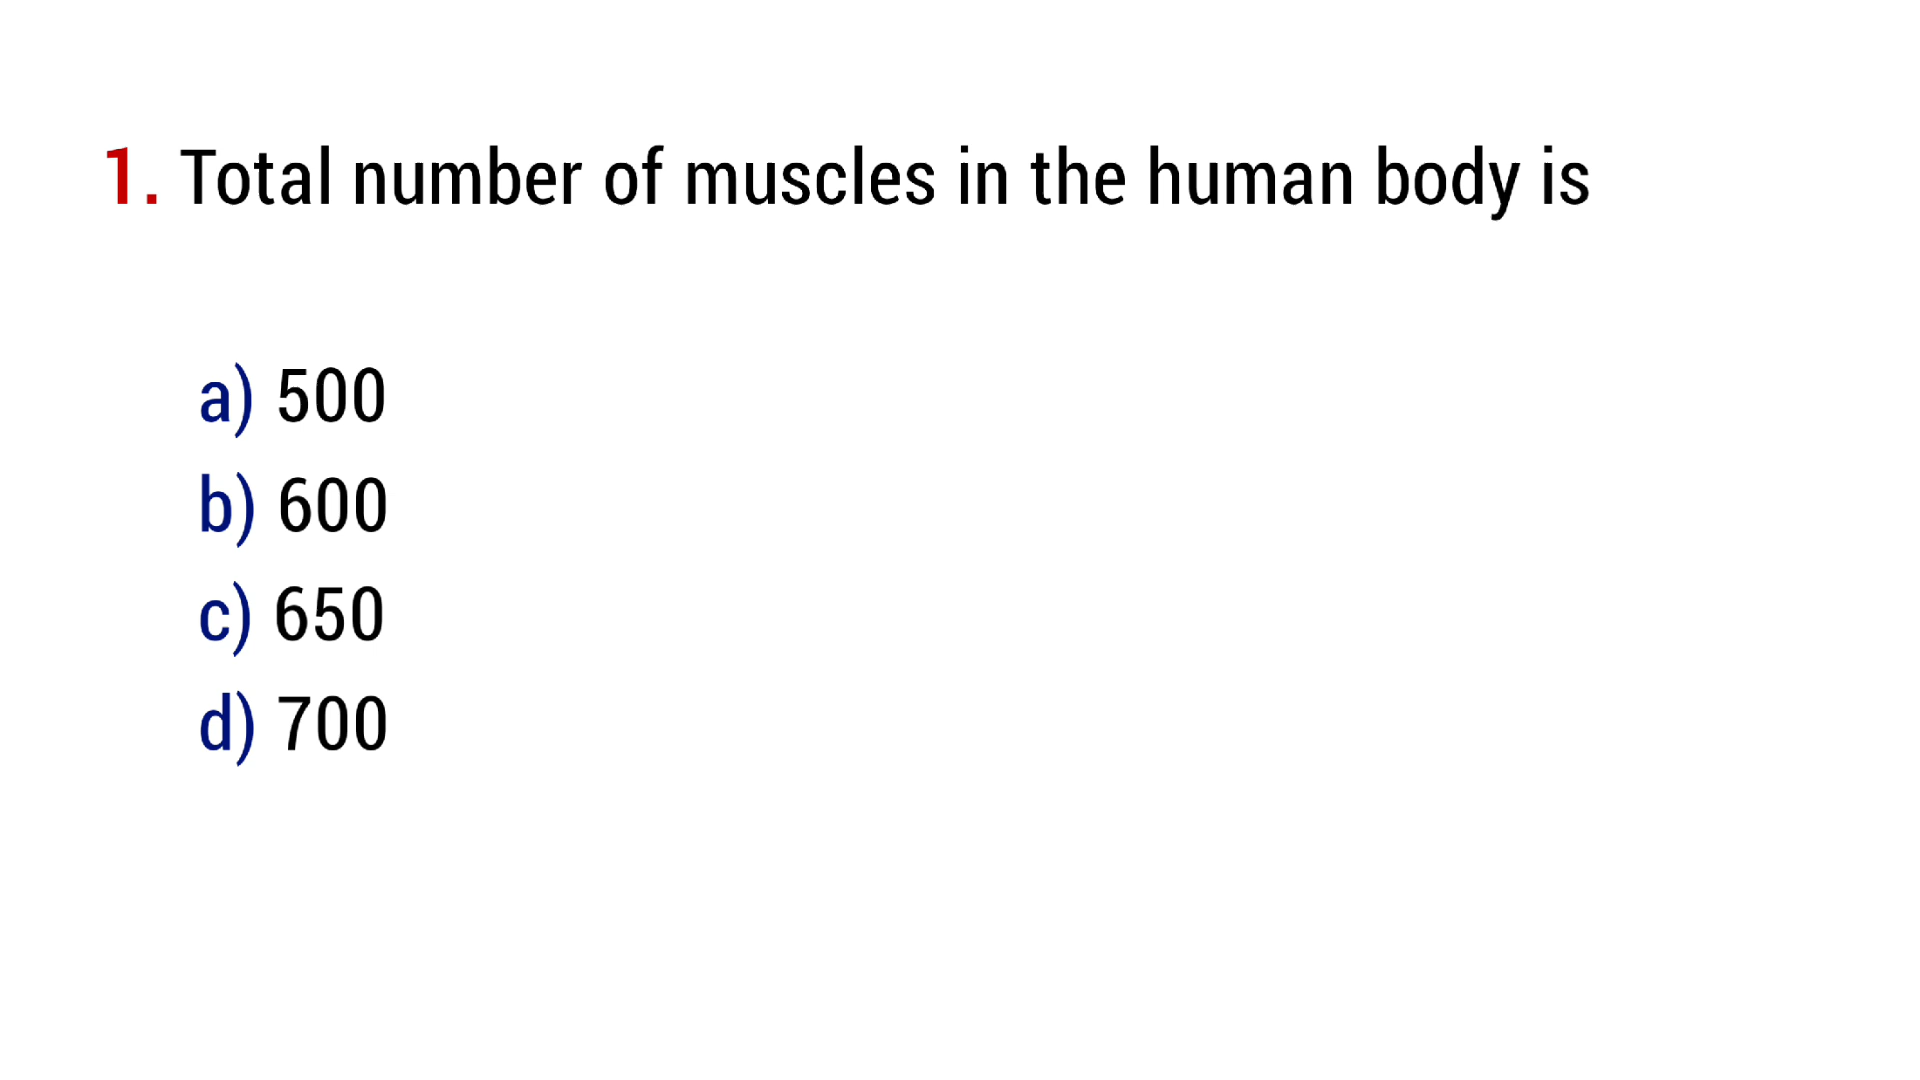 1. Total number of muscles in the human body is
a) 500
b) 600
c) 650
d) 700